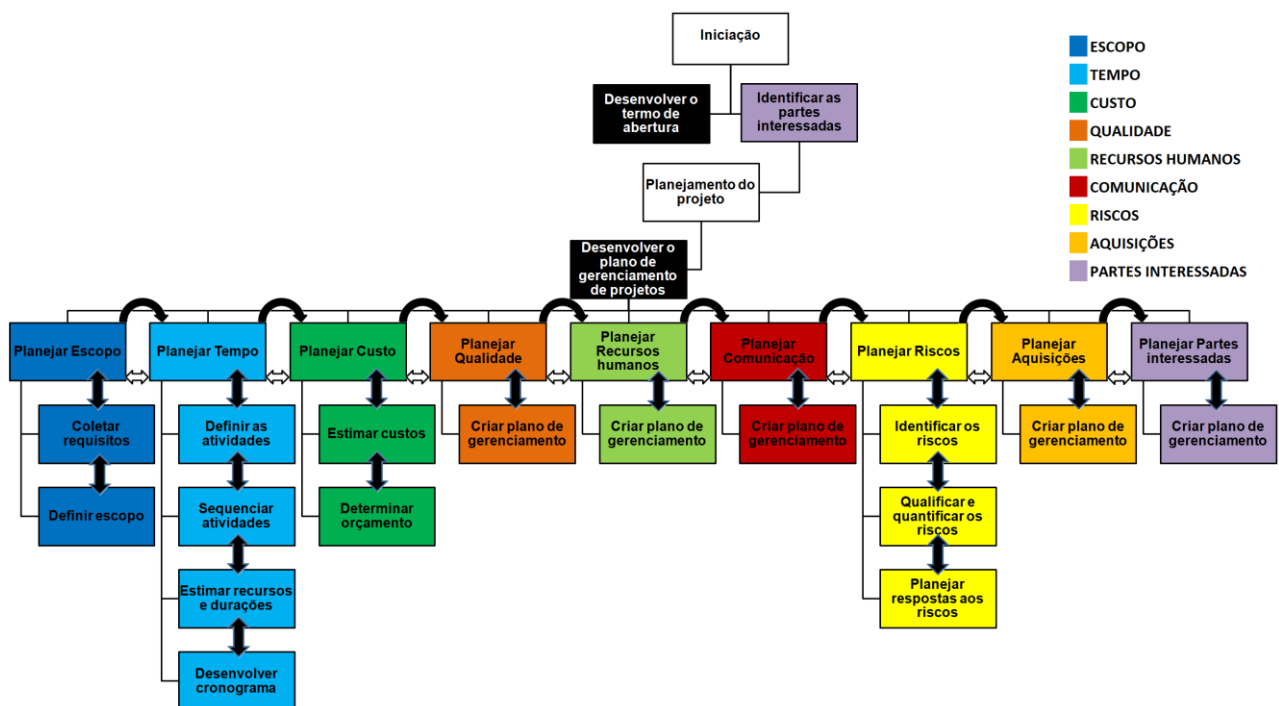 Iniciação
Desenvolver o
termo de
abertura
Identificar as
partes
interessadas
Planejamento do
projeto
Desenvolver o
plano de
gerenciamento
de projetos
ESCOPO
TEMPO
CUSTO
QUALIDADE
RECURSOS HUMANOS
COMUNICAÇÃO
RISCOS
AQUISIÇÕES
PARTES INTERESSADAS
Planejar Escopo
Coletar
requisitos
Definir escopo
Planejar Tempo
Definir as
atividades
Sequenciar
atividades
Estimar recursos
e durações
Desenvolver
cronograma
Planejar Custo
Estimar custos
Determinar
orçamento
Planejar
Qualidade
Criar plano de
gerenciamento
Planejar
Recursos
humanos
Criar plano de
gerenciamento
Planejar
Comunicação
Criar plano de
gerenciamento
Planejar Riscos
Identificar os
riscos
Qualificar e
quantificar os
riscos
Planejar
respostas aos
riscos
Planejar
Aquisições
Criar plano de
gerenciamento
Planejar Partes
interessadas
Criar plano de
gerenciamento